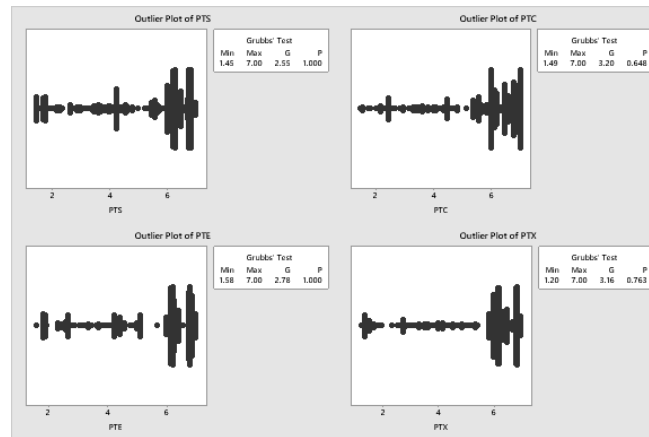 Outlier Plot of PTS
Grubbs' Test
Min Max G P
1.45 7.00 2.55 1.000
2 4 6
PTS
Outlier Plot of PTC
Grubbs' Test
Min Max G P
1.49 7.00 3.20 0.648
2 4 6
PTC
Outlier Plot of PTE
Grubbs' Test
Min Max G P
1.58 7.00 2.78 1.000
2 4 6
PTE
Outlier Plot of PTX
Grubbs' Test
Min Max G P
1.20 7.00 3.16 0.763
2 4 6
PTX